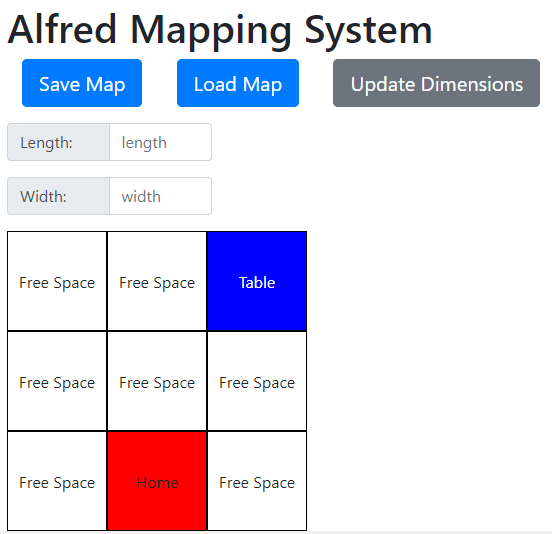 Alfred Mapping System
Save Map Load Map Update Dimensions
Length: length
Width: width
Free Space Free Space Table
Free Space Free Space Free Space
Free Space Home Free Space